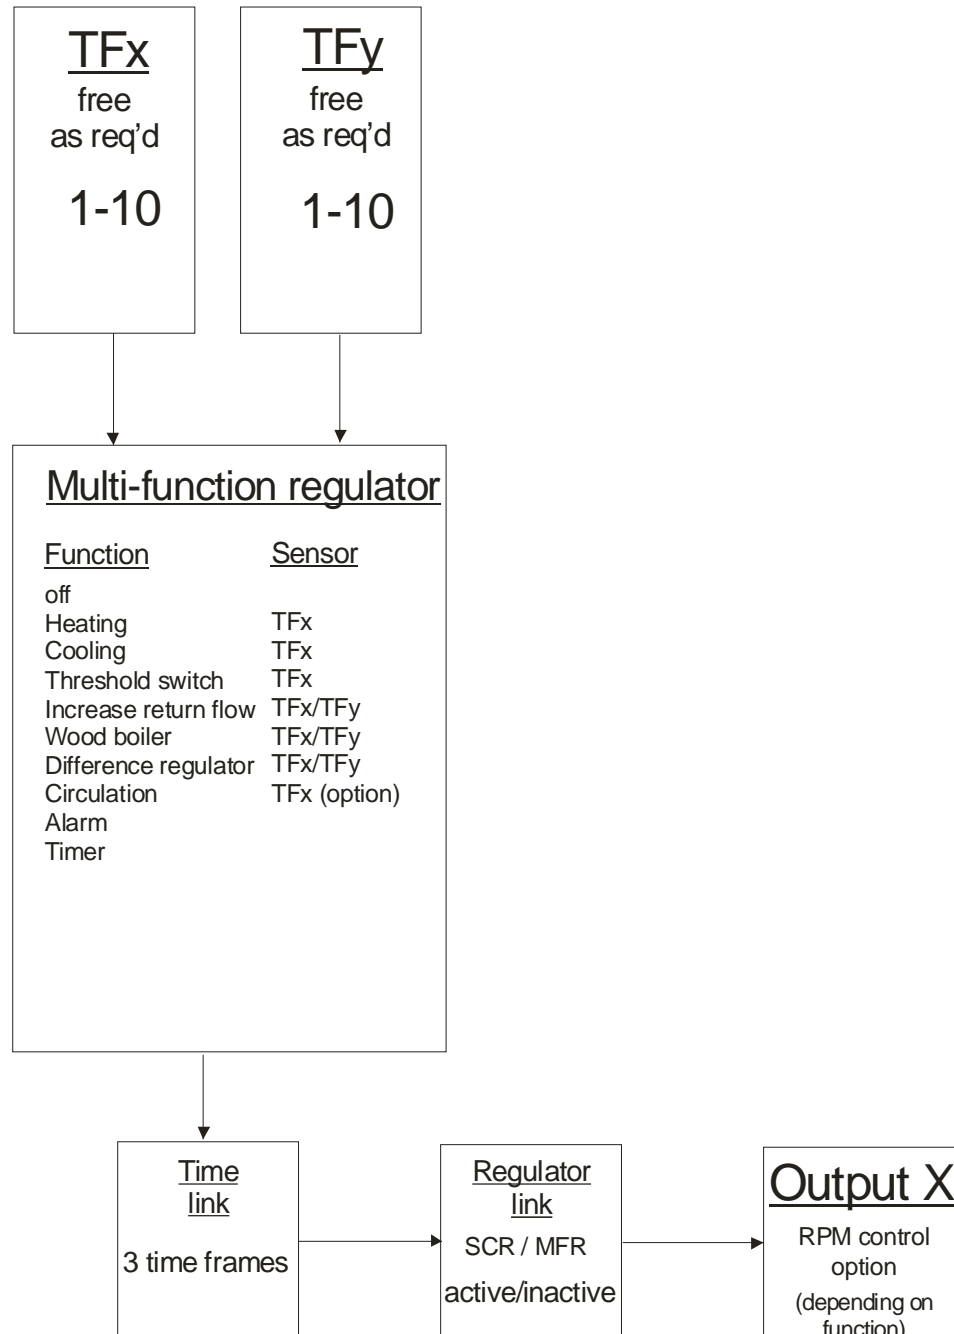 TFx
free
as req'd
1-10
TFy
free
as req'd
1-10
Multi-function regulator
Function Sensor
off
Heating TFx
Cooling TFx
Threshold switch TFx
Increase return flow TFx/TFy
Wood boiler TFx/TFy
Difference regulator TFx/TFy
Circulation TFx (option)
Alarm
Timer
Time
link
3 time frames
Regulator
link
SCR / MFR
active/inactive
Output X
RPM control
option
(depending on
function)